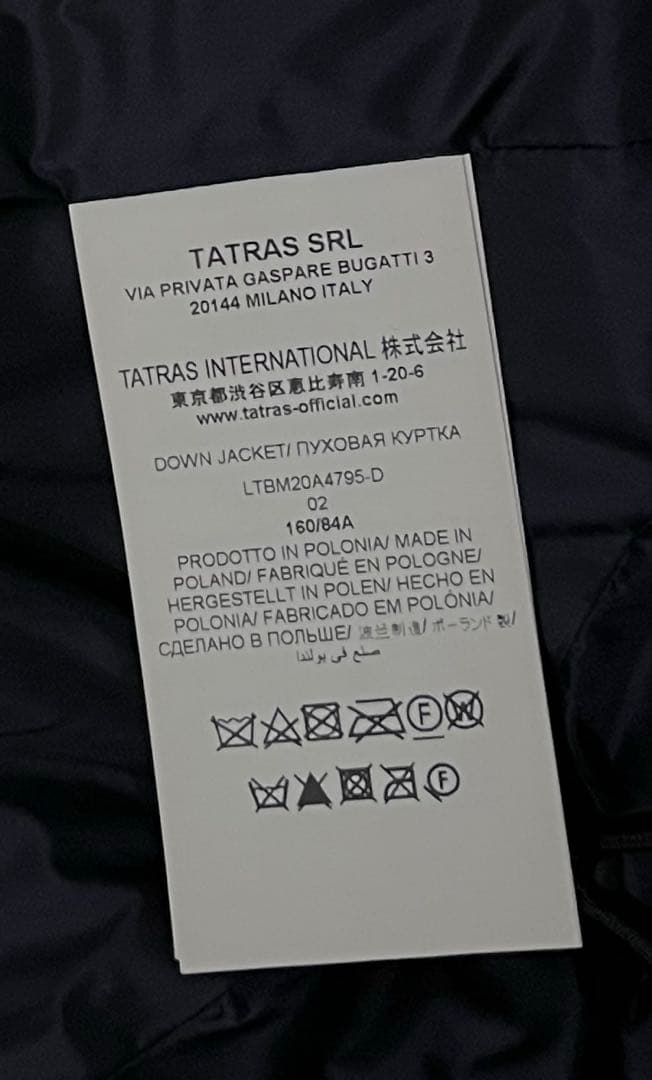 TATRAS SRL
VIA PRIVATA GASPARE BUGATTI 3
20144 MILANO ITALY
TATRAS INTERNATIONAL 株式会社
東京都渋谷区恵比寿南 1-20-6
www.tatras-official.com
DOWN JACKET/ ПУХОВАЯ КУРТКА
LTBM20A4795-D
02
160/84A
PRODOTTO IN POLONIA/ MADE IN
POLAND/ FABRIQUÉ EN POLOGNE/
HERGESTELLT IN POLEN/ HECHO EN
POLONIA/ FABRICADO EM POLÓNIA/
СДЕЛАНО В ПОЛЬШЕ/ 波兰制造/ ポーランド製/
صنع في بولندا
F W
F